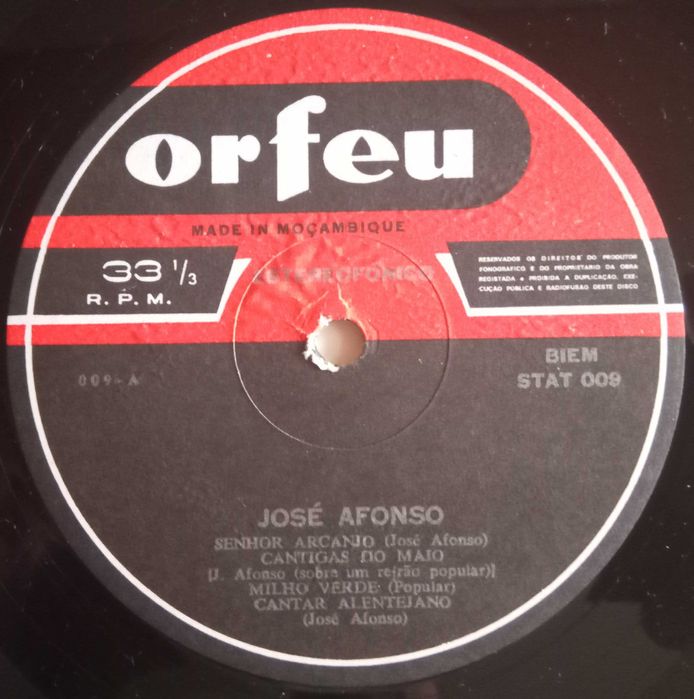 orfeu
MADE IN MOÇAMBIQUE
33 1/3
R. P. M.
ESTEREOFÓNICO
RESERVADOS OS DIREITOS DO PRODUTOR
FONOGRÁFICO E DO PROPRIETÁRIO DA OBRA
REGISTADA e PROIBIDA A DUPLICAÇÃO, EXE-
CUÇÃO PÚBLICA E RADIOFUSÃO DESTE DISCO
009-A
BIEM
STAT 009
JOSÉ AFONSO
SENHOR ARCANJO (José Afonso)
CANTIGAS DO MAIO
[J. Afonso (sobre um refrão popular)]
MILHO VERDE (Popular)
CANTAR ALENTEJANO
(José Afonso)